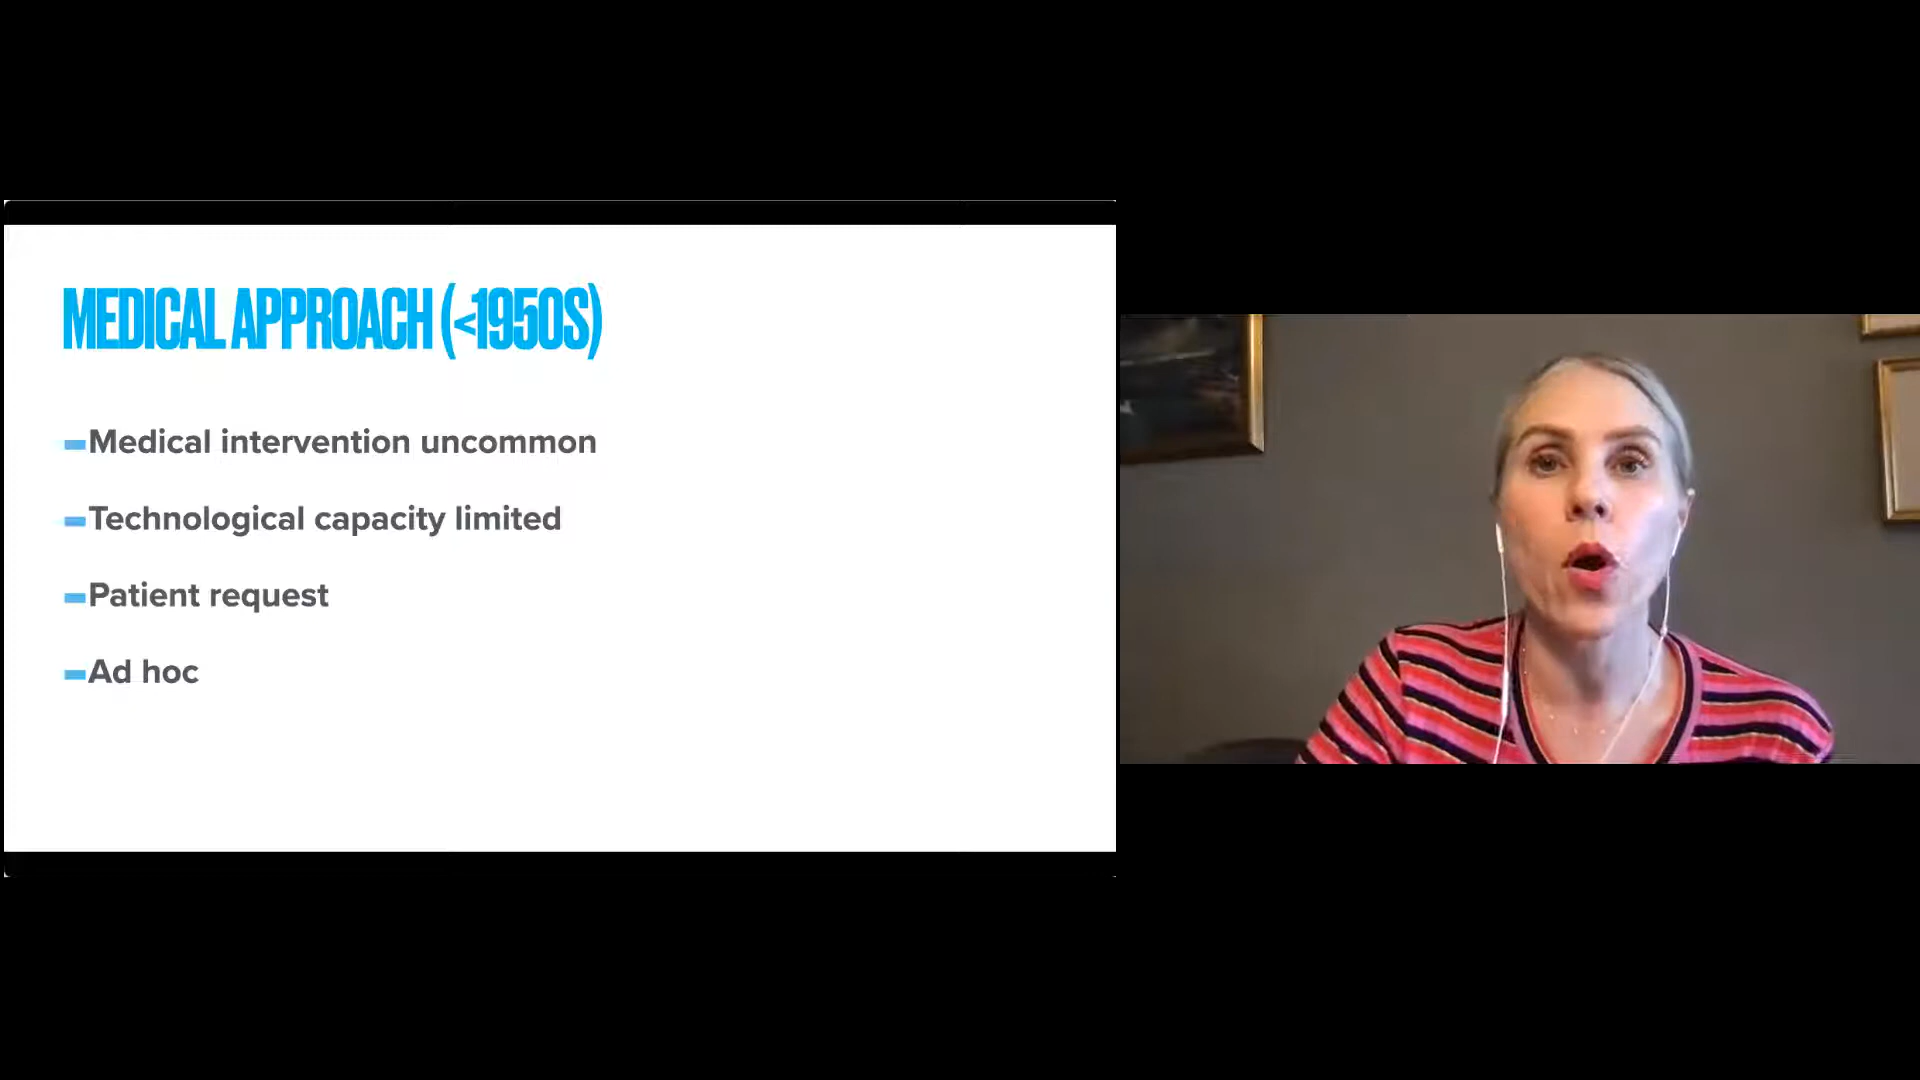 MEDICAL APPROACH (<1950S)
Medical intervention uncommon
Technological capacity limited
Patient request
Ad hoc